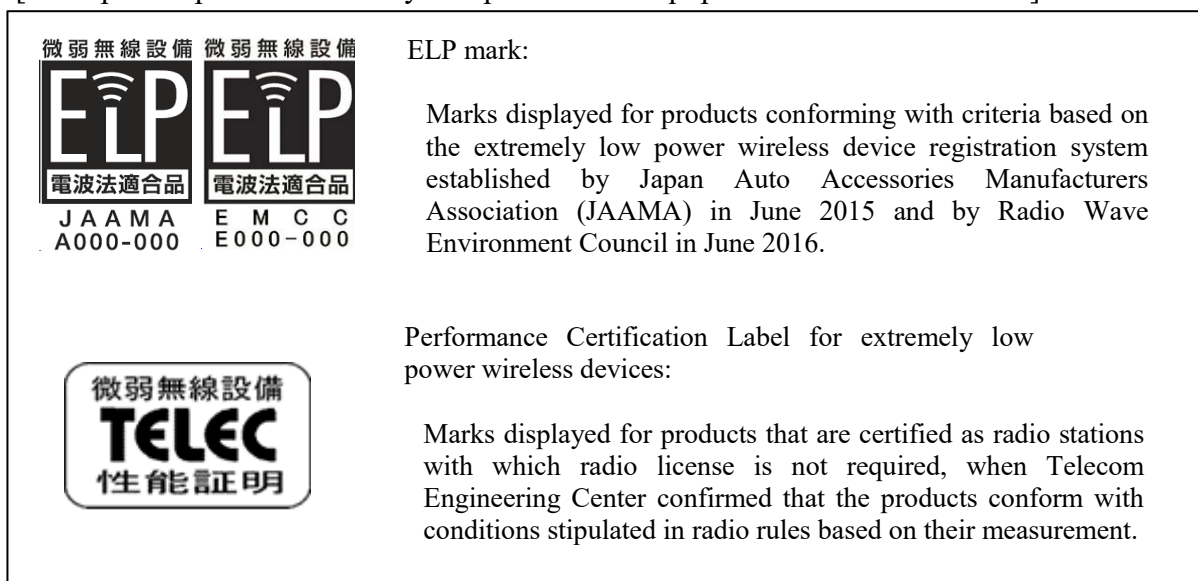 微弱無線設備
ELP
電波法適合品
JAAMA
A000-000
微弱無線設備
ELP
電波法適合品
EMCC
E000-000
ELP mark:
Marks displayed for products conforming with criteria based on
the extremely low power wireless device registration system
established by Japan Auto Accessories Manufacturers
Association (JAAMA) in June 2015 and by Radio Wave
Environment Council in June 2016.
微弱無線設備
TELEC
性能証明
Performance Certification Label for extremely low
power wireless devices:
Marks displayed for products that are certified as radio stations
with which radio license is not required, when Telecom
Engineering Center confirmed that the products conform with
conditions stipulated in radio rules based on their measurement.